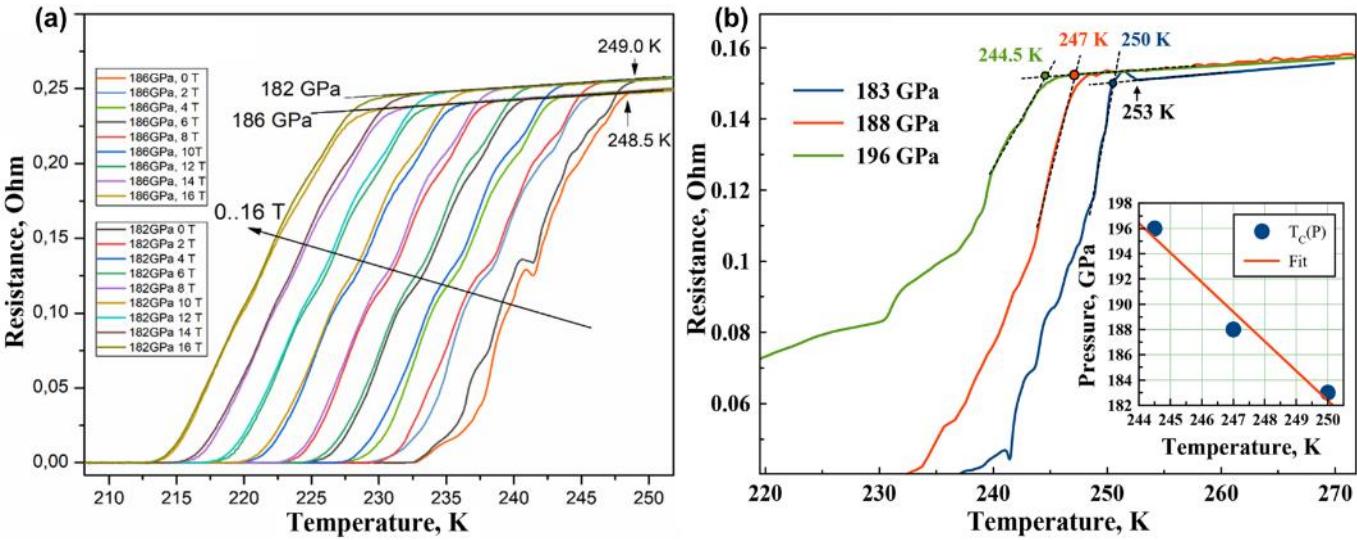 (a)
Resistance, Ohm
0,25
0,20
0,15
0,10
0,05
0,00
186GPa, 0 T
186GPa, 2 T
186GPa, 4 T
186GPa, 6 T
186GPa, 8 T
186GPa, 10T
186GPa, 12 T
186GPa, 14 T
186GPa, 16 T
182GPa 0 T
182GPa 2 T
182GPa 4 T
182GPa 6 T
182GPa 8 T
182GPa 10 T
182GPa 12 T
182GPa 14 T
182GPa 16 T
182 GPa
186 GPa
249.0 K
248.5 K
0..16 T
210 215 220 225 230 235 240 245 250
Temperature, K
(b)
Resistance, Ohm
0.16
0.14
0.12
0.1
0.08
0.06
183 GPa
188 GPa
196 GPa
244.5 K
247 K
250 K
253 K
Pressure, GPa
198
196
194
192
190
188
186
184
182
T_C(P)
Fit
244 245 246 247 248 249 250
Temperature, K
220 230 240 250 260 270
Temperature, K